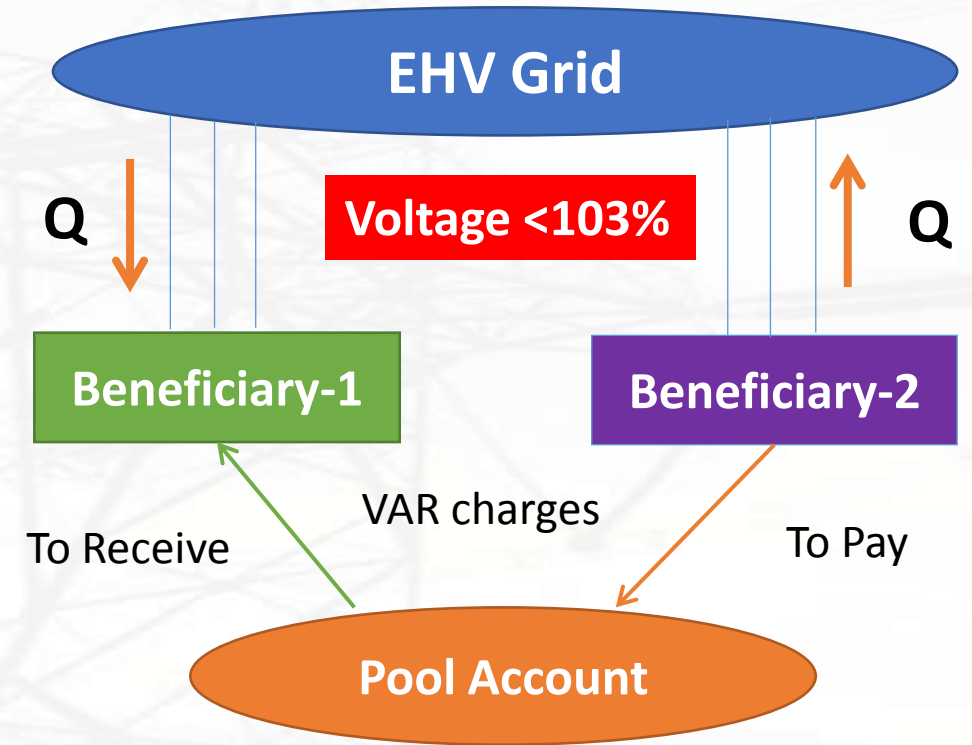 EHV Grid
Q
Voltage <103%
Q
Beneficiary-1
Beneficiary-2
VAR charges
To Receive
To Pay
Pool Account